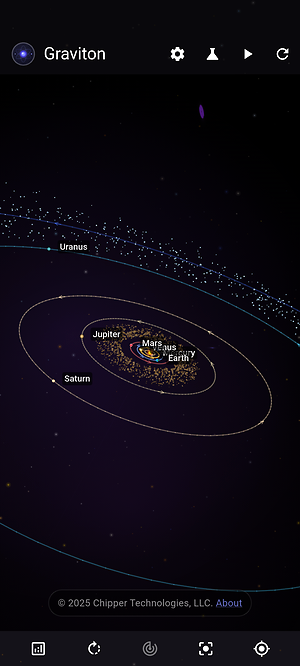 Graviton
Uranus
Jupiter
Mars
Earth
Saturn
© 2025 Chipper Technologies, LLC. About